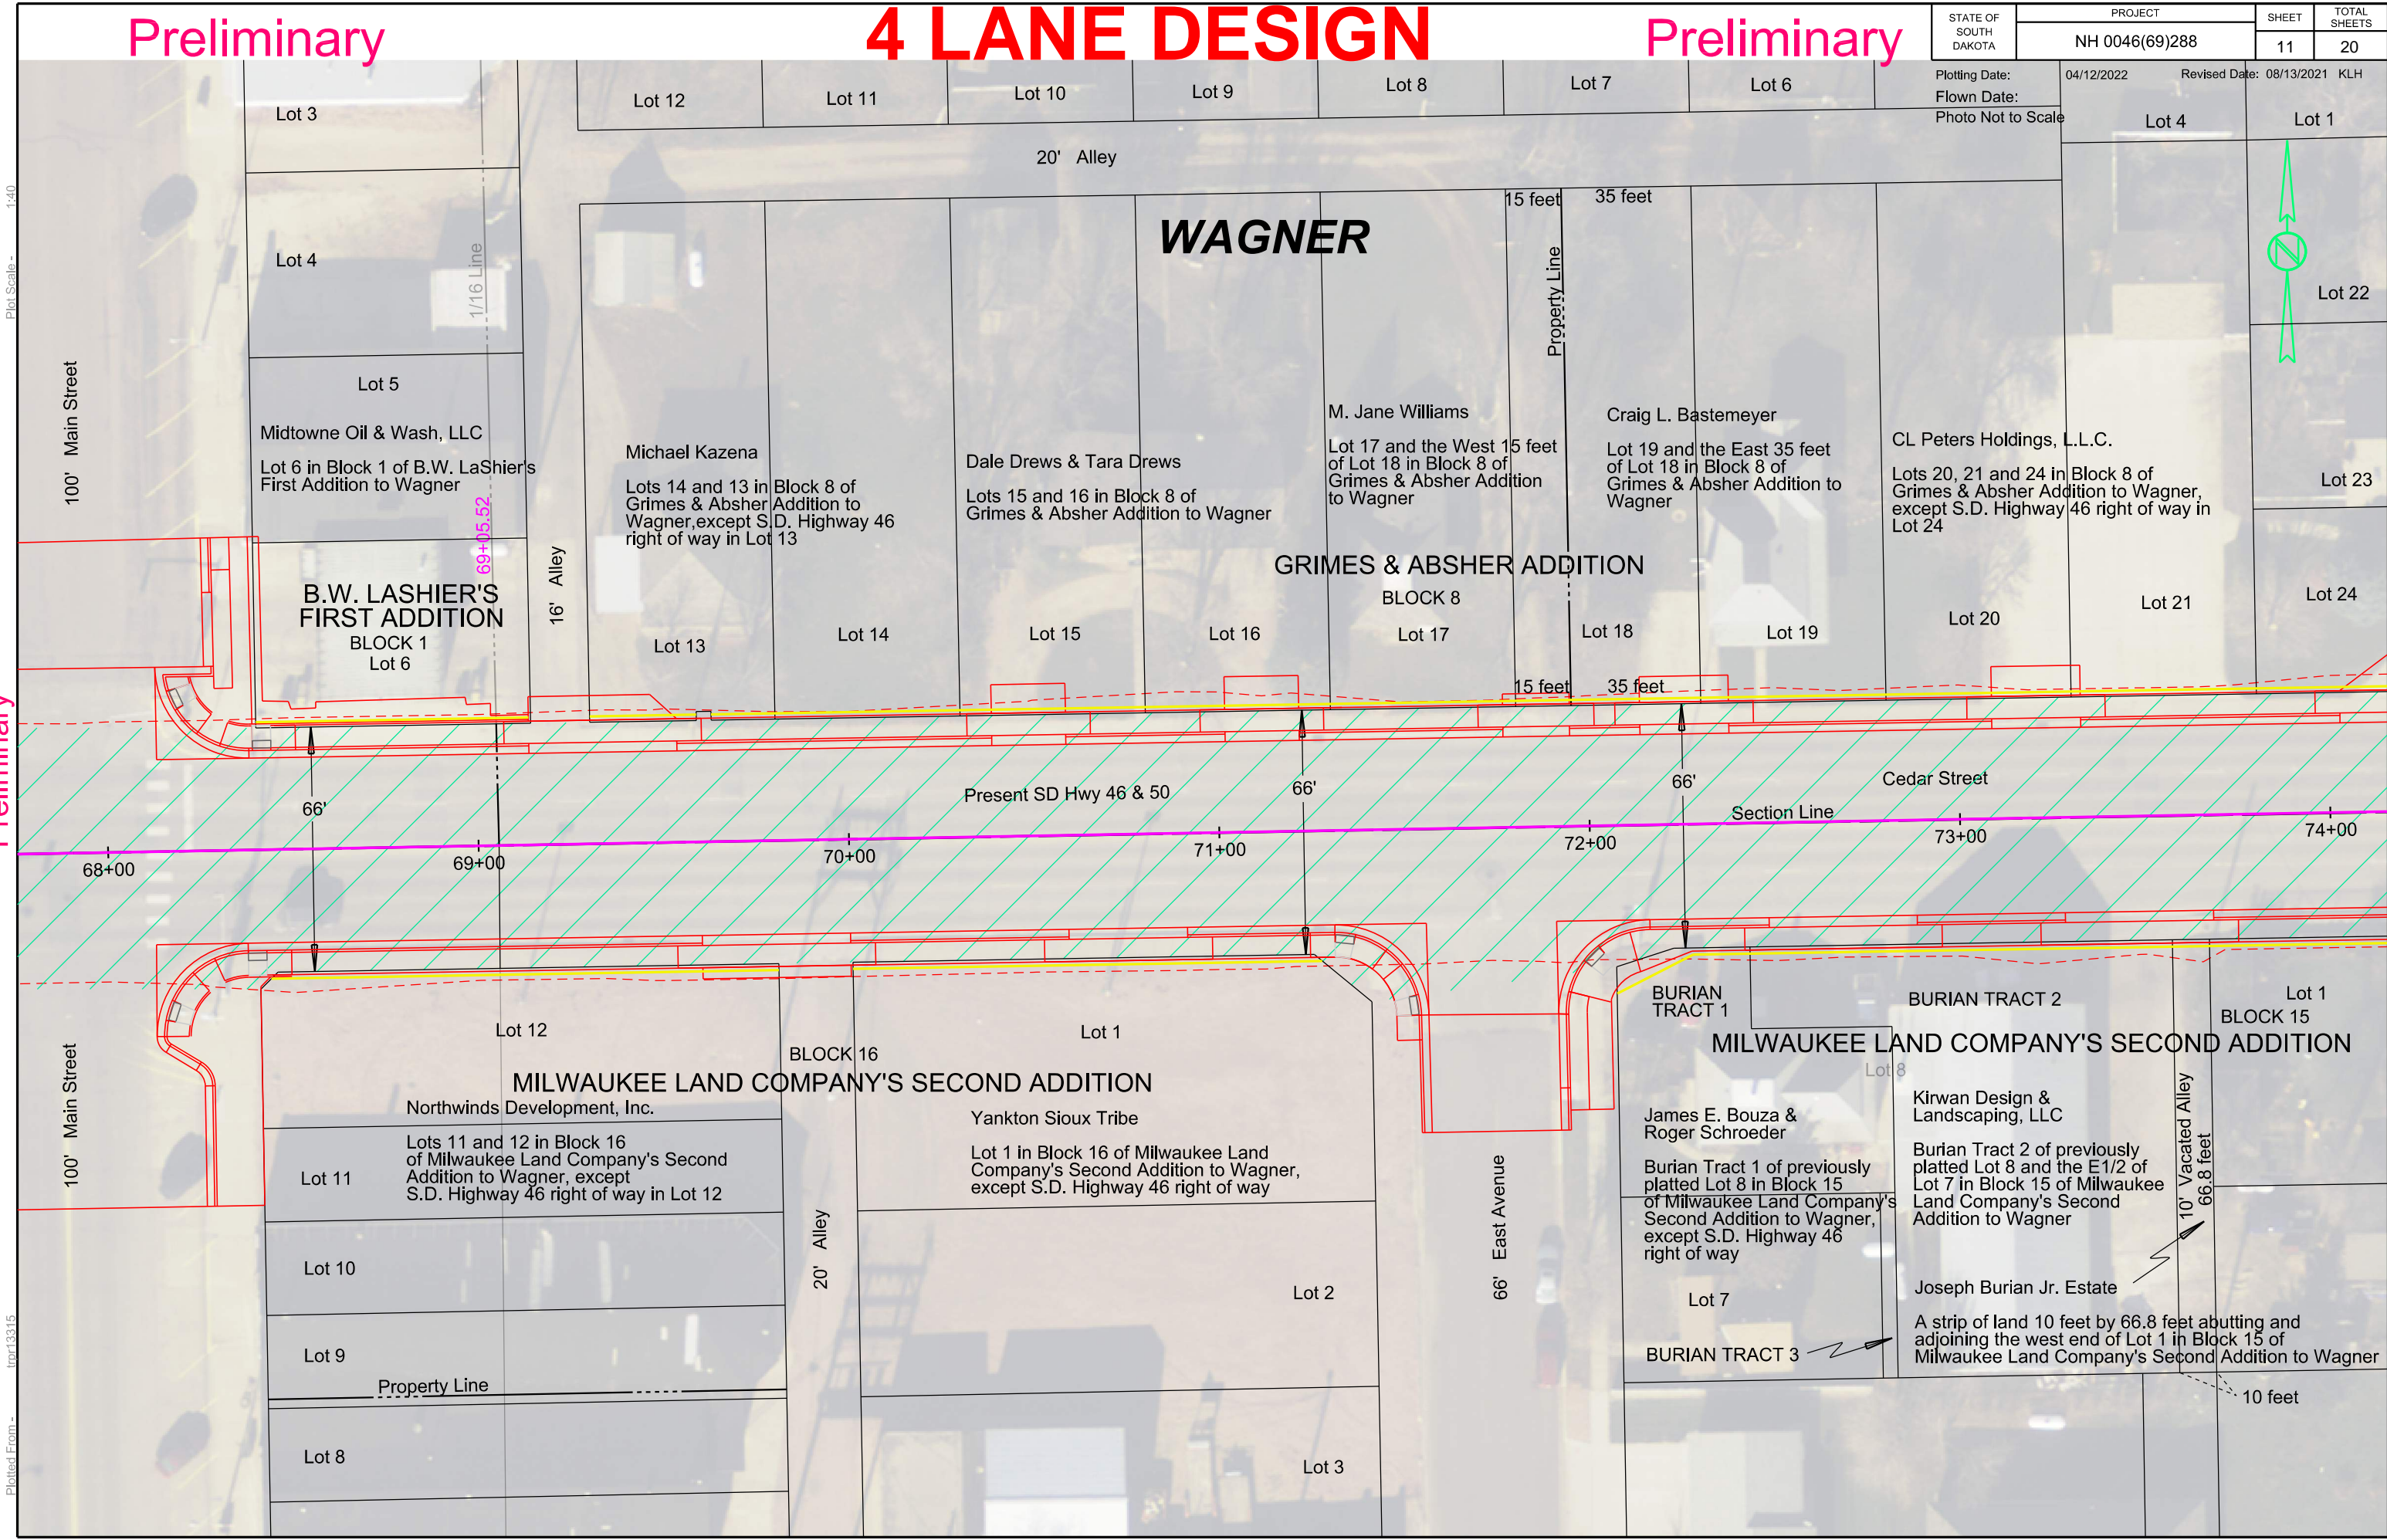 Preliminary
4 LANE DESIGN
Preliminary
STATE OF
SOUTH
DAKOTA
PROJECT
NH 0046(69)288
SHEET
11
TOTAL
SHEETS
20
Plotting Date: 04/12/2022 Revised Date: 08/13/2021 KLH
Flown Date:
Photo Not to Scale
Plot Scale - 1:40
Lot 3
Lot 12
Lot 11
Lot 10
Lot 9
Lot 8
Lot 7
Lot 6
Lot 4
Lot 1
20' Alley
WAGNER
15 feet
35 feet
Property Line
N
Lot 4
1/16 Line
Lot 22
100' Main Street
Lot 5
Midtowne Oil & Wash, LLC
Lot 6 in Block 1 of B.W. LaShier's
First Addition to Wagner
69+05.52
Michael Kazena
Lots 14 and 13 in Block 8 of
Grimes & Absher Addition to
Wagner,except S.D. Highway 46
right of way in Lot 13
Dale Drews & Tara Drews
Lots 15 and 16 in Block 8 of
Grimes & Absher Addition to Wagner
M. Jane Williams
Lot 17 and the West 15 feet
of Lot 18 in Block 8 of
Grimes & Absher Addition
to Wagner
Craig L. Bastemeyer
Lot 19 and the East 35 feet
of Lot 18 in Block 8 of
Grimes & Absher Addition to
Wagner
CL Peters Holdings, L.L.C.
Lots 20, 21 and 24 in Block 8 of
Grimes & Absher Addition to Wagner,
except S.D. Highway 46 right of way in
Lot 24
Lot 23
16' Alley
B.W. LASHIER'S
FIRST ADDITION
BLOCK 1
Lot 6
GRIMES & ABSHER ADDITION
BLOCK 8
Lot 13
Lot 14
Lot 15
Lot 16
Lot 17
Lot 18
Lot 19
Lot 20
Lot 21
Lot 24
15 feet
35 feet
Preliminary
66'
Present SD Hwy 46 & 50
66'
66'
Cedar Street
Section Line
68+00
69+00
70+00
71+00
72+00
73+00
74+00
100' Main Street
Lot 12
BLOCK 16
Lot 1
MILWAUKEE LAND COMPANY'S SECOND ADDITION
Northwinds Development, Inc.
Lots 11 and 12 in Block 16
of Milwaukee Land Company's Second
Addition to Wagner, except
S.D. Highway 46 right of way in Lot 12
Lot 11
Yankton Sioux Tribe
Lot 1 in Block 16 of Milwaukee Land
Company's Second Addition to Wagner,
except S.D. Highway 46 right of way
BURIAN
TRACT 1
BURIAN TRACT 2
Lot 1
BLOCK 15
MILWAUKEE LAND COMPANY'S SECOND ADDITION
Lot 8
James E. Bouza &
Roger Schroeder
Burian Tract 1 of previously
platted Lot 8 in Block 15
of Milwaukee Land Company's
Second Addition to Wagner,
except S.D. Highway 46
right of way
Kirwan Design &
Landscaping, LLC
Burian Tract 2 of previously
platted Lot 8 and the E1/2 of
Lot 7 in Block 15 of Milwaukee
Land Company's Second
Addition to Wagner
10' Vacated Alley
66.8 feet
Lot 10
20' Alley
Lot 2
66' East Avenue
Lot 7
Joseph Burian Jr. Estate
A strip of land 10 feet by 66.8 feet abutting and
adjoining the west end of Lot 1 in Block 15 of
Milwaukee Land Company's Second Addition to Wagner
BURIAN TRACT 3
10 feet
Lot 9
Property Line
Lot 8
Lot 3
Plotted From - trpr13315